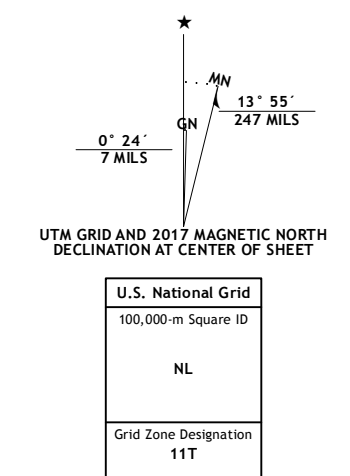 ★
MN
GN
13° 55´
247 MILS
0° 24´
7 MILS
UTM GRID AND 2017 MAGNETIC NORTH
DECLINATION AT CENTER OF SHEET
U.S. National Grid
100,000-m Square ID
NL
Grid Zone Designation
11T